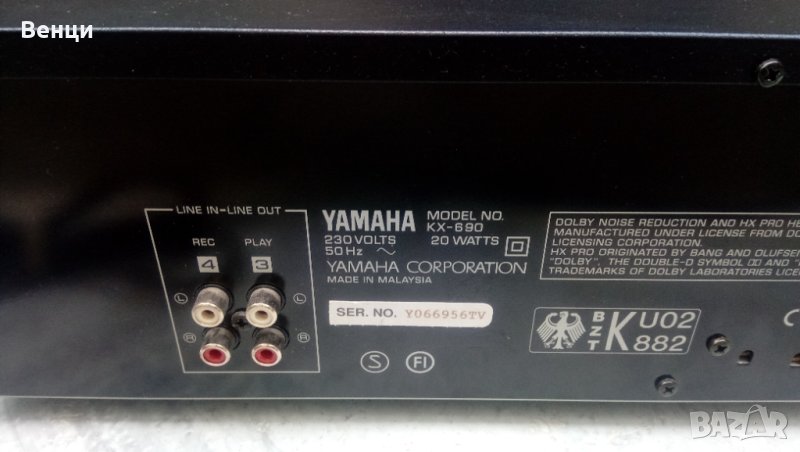 Венци
LINE IN-LINE OUT
REC PLAY
4 3
L L
R R
YAMAHA MODEL NO.
KX-690
230 VOLTS 20 WATTS
50 Hz
YAMAHA CORPORATION
MADE IN MALAYSIA
SER. NO. Y066956TV
S FI
DOLBY NOISE REDUCTION AND HX PRO HE
MANUFACTURED UNDER LICENSE FROM DO
LICENSING CORPORATION.
HX PRO ORIGINATED BY BANG AND OLUFSEN
"DOLBY", THE DOUBLE-D SYMBOL AND "
TRADEMARKS OF DOLBY LABORATORIES LICE
BZT K U02
882
BAZAR